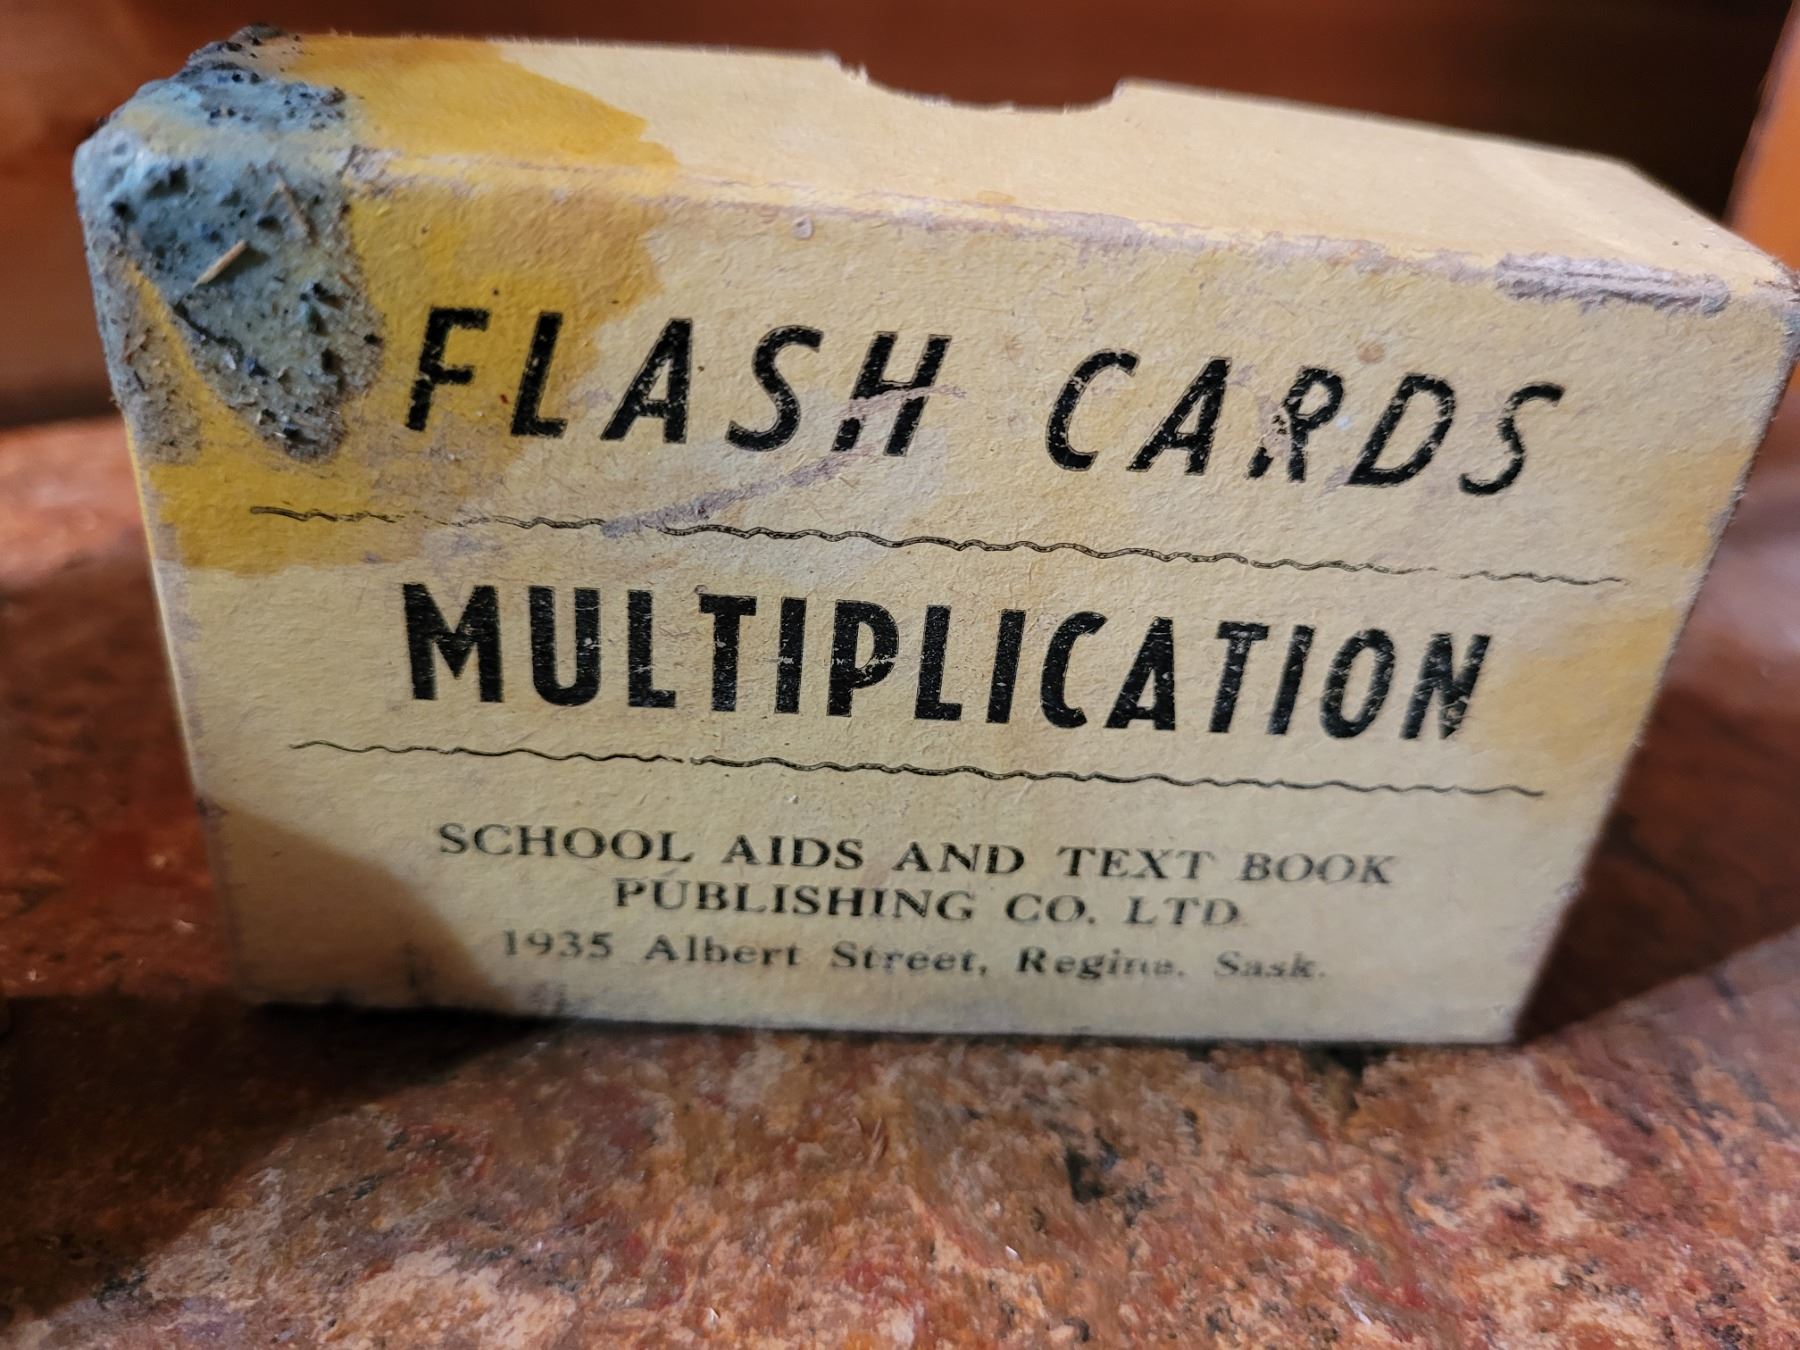 FLASH CARDS
MULTIPLICATION
SCHOOL AIDS AND TEXT BOOK
PUBLISHING CO. LTD.
1935 Albert Street, Regina, Sask.